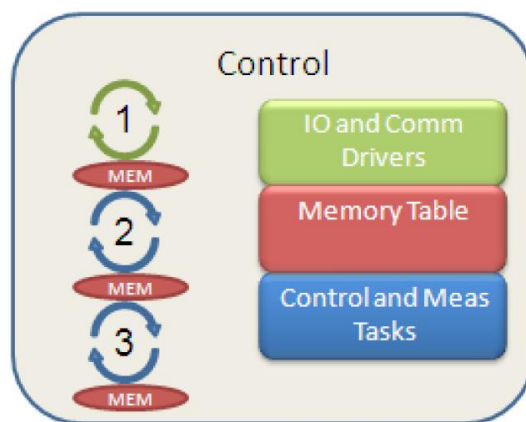 Control
1
MEM
2
MEM
3
MEM
IO and Comm
Drivers
Memory Table
Control and Meas
Tasks